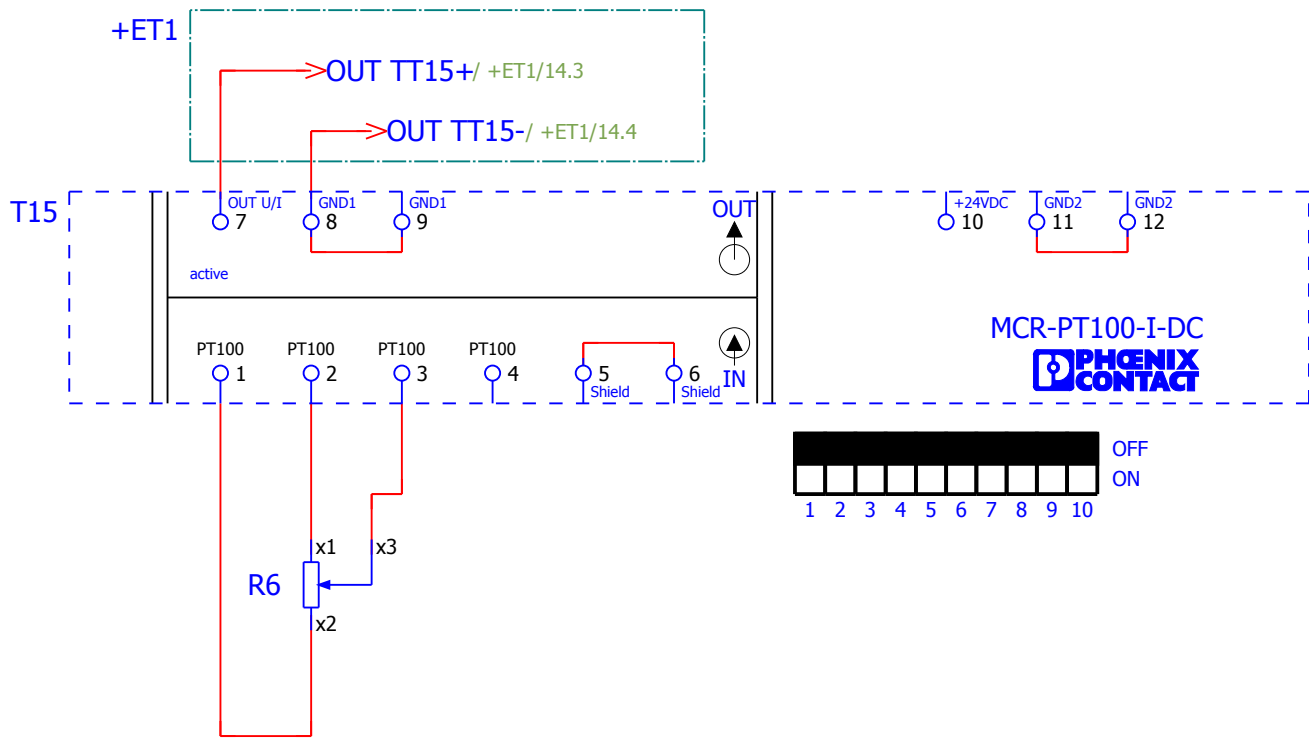 +ET1
OUT TT15+/ +ET1/14.3
OUT TT15-/ +ET1/14.4
T15
OUT U/I
7
GND1
8
GND1
9
OUT
+24VDC
10
GND2
11
GND2
12
active
MCR-PT100-I-DC
PHŒNIX
CONTACT
PT100
1
PT100
2
PT100
3
PT100
4
5
Shield
6
Shield
IN
OFF
ON
1 2 3 4 5 6 7 8 9 10
x1
x3
R6
x2